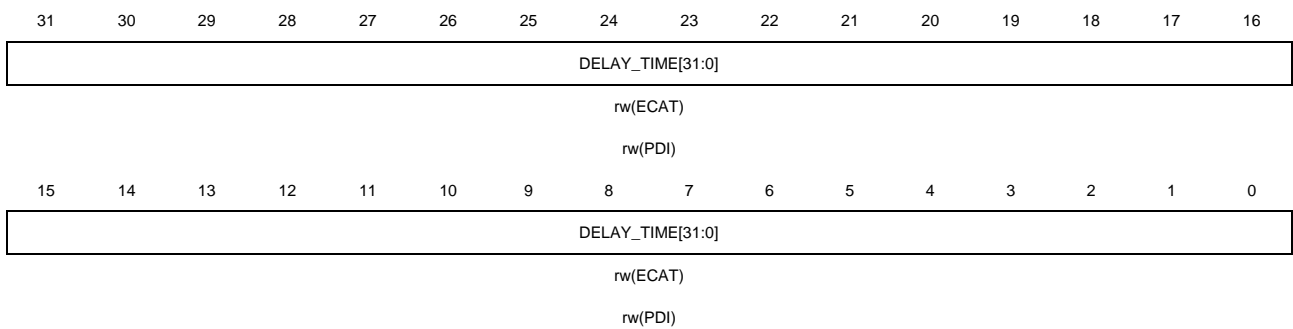 31 30 29 28 27 26 25 24 23 22 21 20 19 18 17 16
DELAY_TIME[31:0]
rw(ECAT)
rw(PDI)
15 14 13 12 11 10 9 8 7 6 5 4 3 2 1 0
DELAY_TIME[31:0]
rw(ECAT)
rw(PDI)